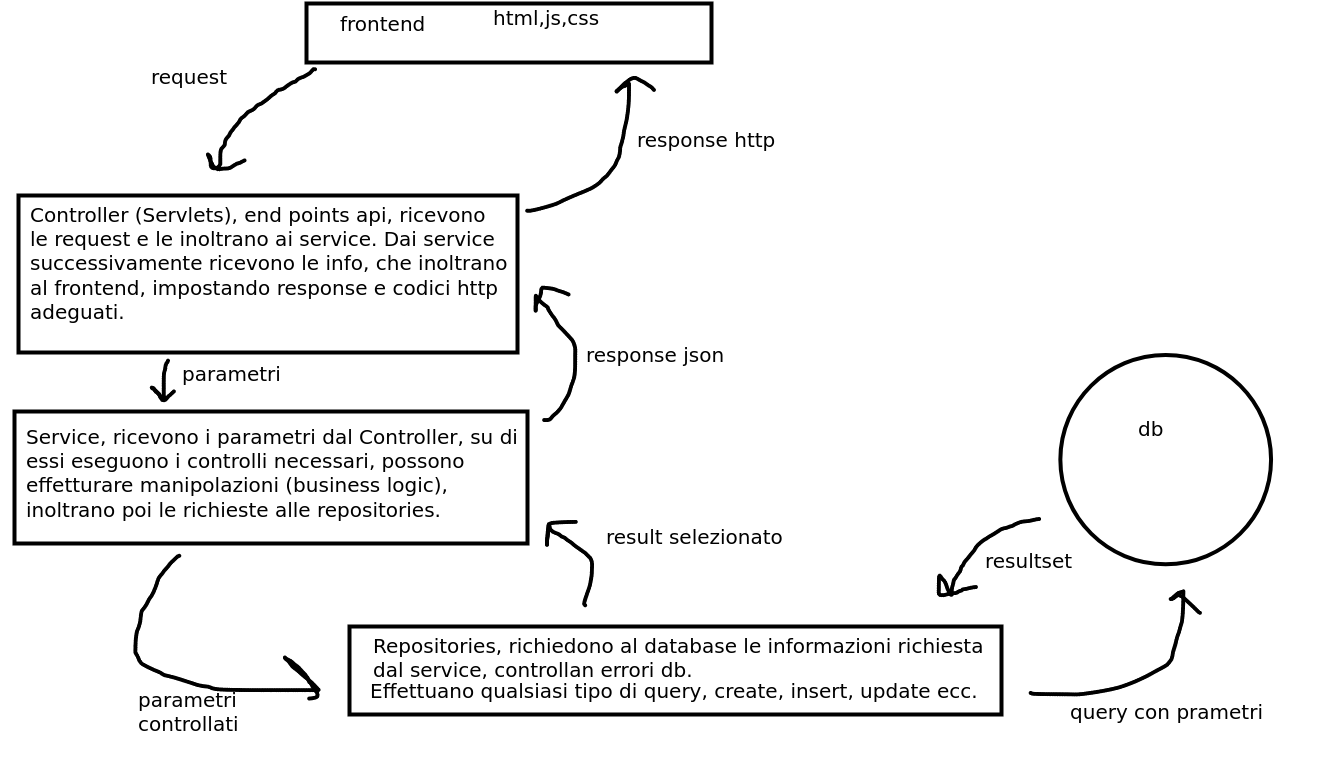 frontend
html,js,css
request
response http
Controller (Servlets), end points api, ricevono
le request e le inoltrano ai service. Dai service
successivamente ricevono le info, che inoltrano
al frontend, impostando response e codici http
adeguati.
response json
parametri
Service, ricevono i parametri dal Controller, su di
essi eseguono i controlli necessari, possono
effetturare manipolazioni (business logic),
inoltrano poi le richieste alle repositories.
db
result selezionato
resultset
Repositories, richiedono al database le informazioni richiesta
dal service, controllan errori db.
Effettuano qualsiasi tipo di query, create, insert, update ecc.
parametri
controllati
query con prametri